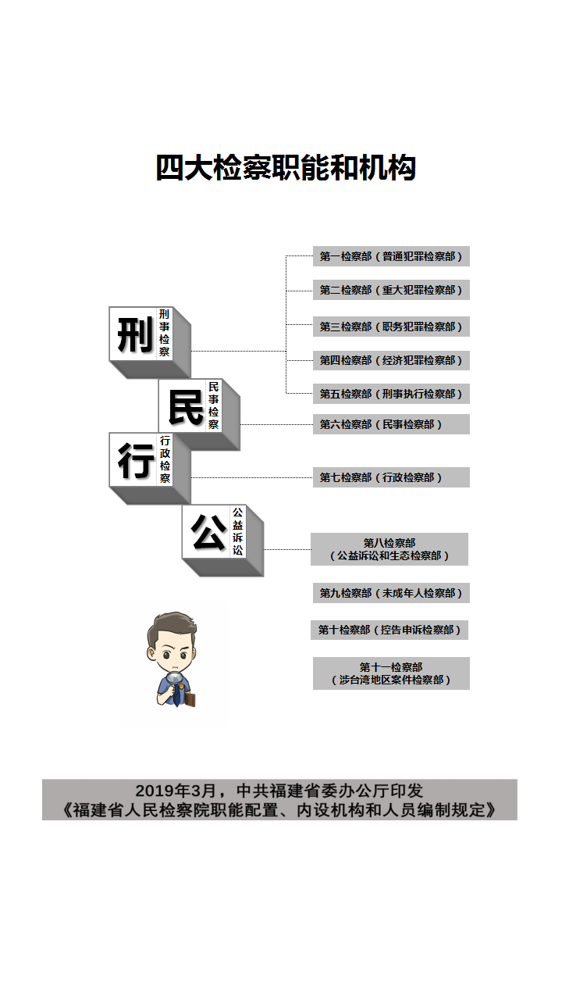 四大检察职能和机构
第一检察部（普通犯罪检察部）
第二检察部（重大犯罪检察部）
第三检察部（职务犯罪检察部）
第四检察部（经济犯罪检察部）
第五检察部（刑事执行检察部）
刑
刑事检察
民
民事检察
第六检察部（民事检察部）
行
行政检察
第七检察部（行政检察部）
公
公益诉讼
第八检察部
（公益诉讼和生态检察部）
第九检察部（未成年人检察部）
第十检察部（控告申诉检察部）
第十一检察部
（涉台湾地区案件检察部）
2019年3月，中共福建省委办公厅印发
《福建省人民检察院职能配置、内设机构和人员编制规定》